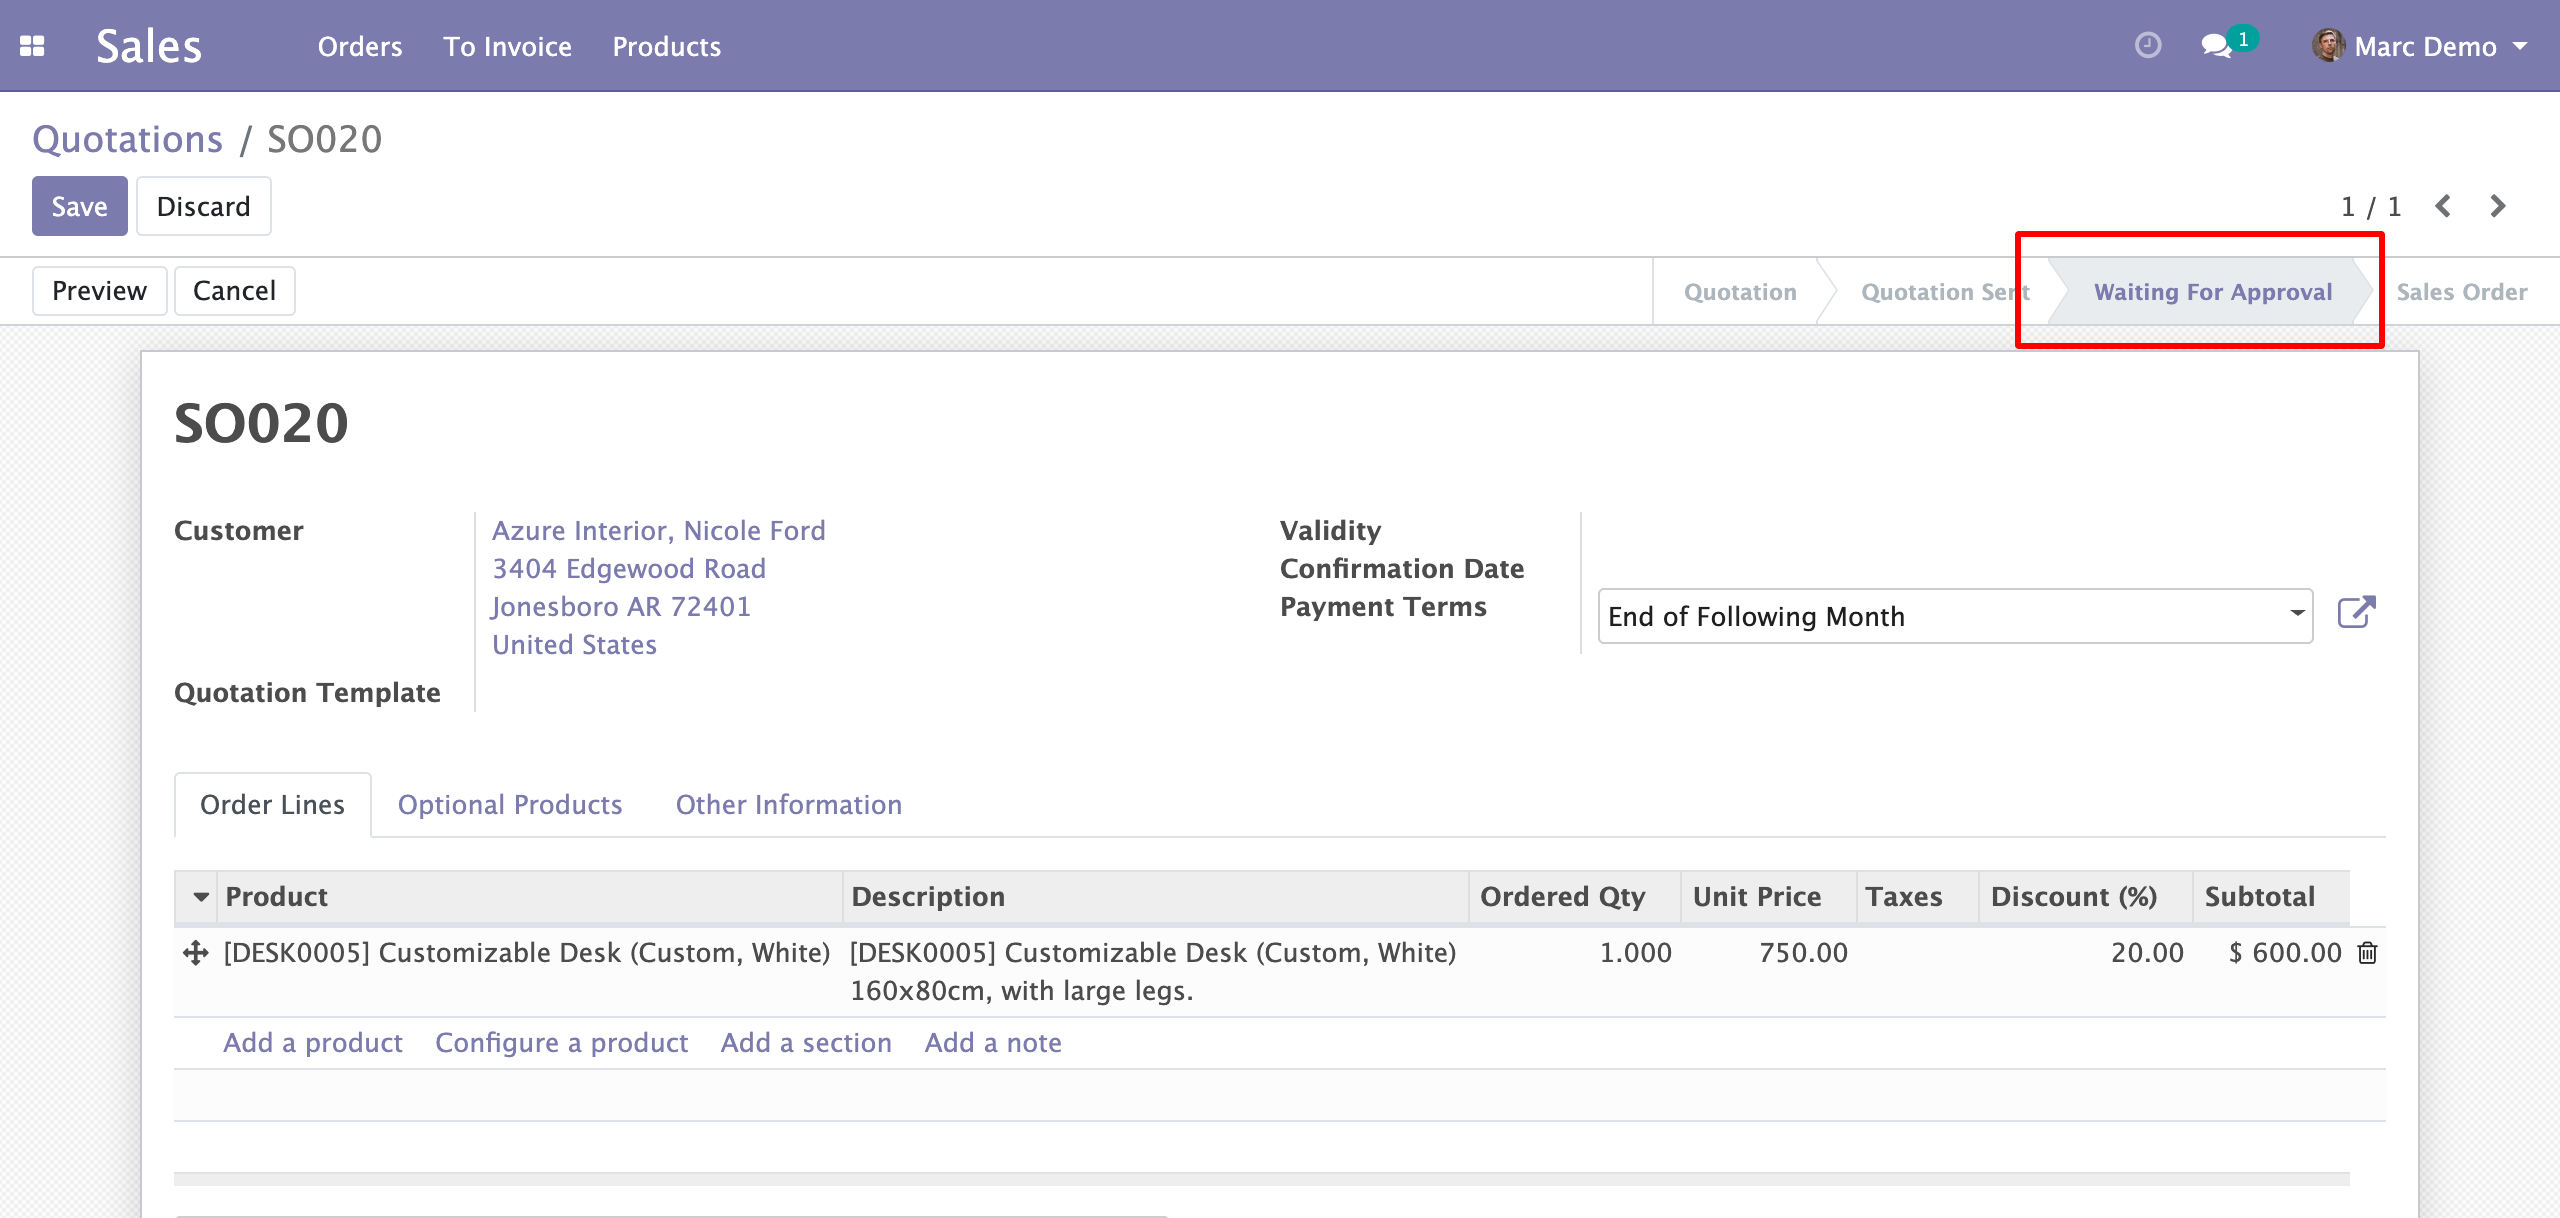 Sales Orders To Invoice Products 1 Marc Demo
Quotations / SO020
Save Discard 1 / 1
Preview Cancel Quotation Quotation Sent Waiting For Approval Sales Order
SO020
Customer Azure Interior, Nicole Ford Validity
3404 Edgewood Road Confirmation Date
Jonesboro AR 72401 Payment Terms End of Following Month
United States
Quotation Template
Order Lines Optional Products Other Information
Product Description Ordered Qty Unit Price Taxes Discount (%) Subtotal
[DESK0005] Customizable Desk (Custom, White) [DESK0005] Customizable Desk (Custom, White) 1.000 750.00 20.00 $ 600.00
160x80cm, with large legs.
Add a product Configure a product Add a section Add a note